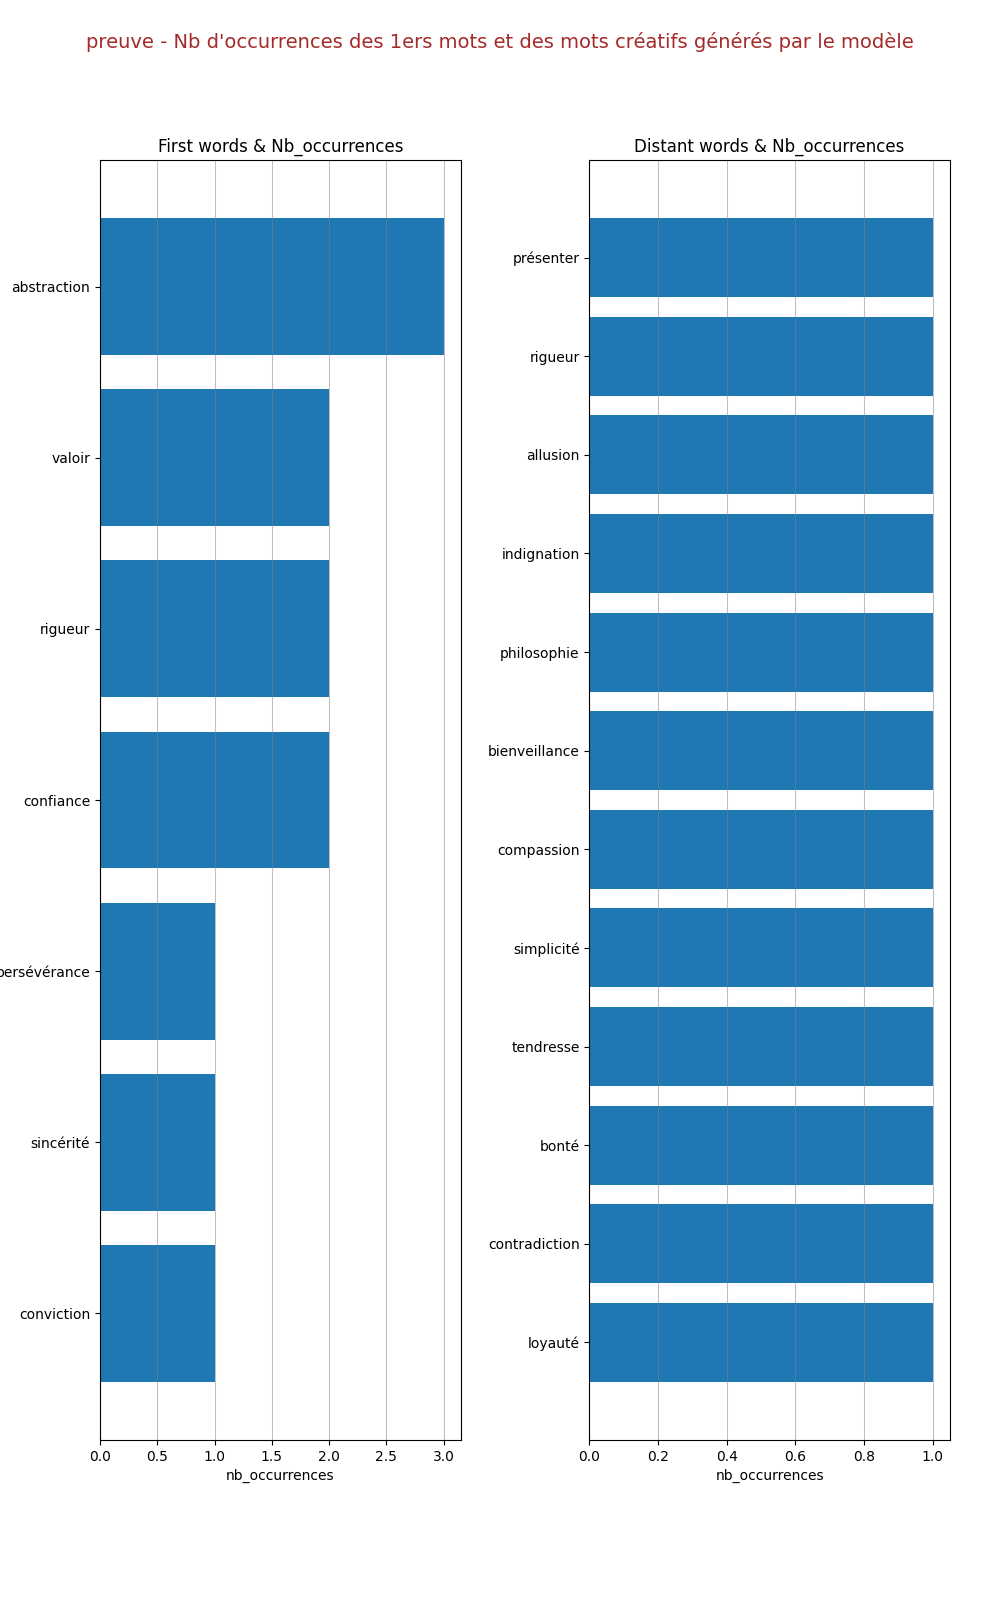 preuve - Nb d'occurrences des 1ers mots et des mots créatifs générés par le modèle
First words & Nb_occurrences
abstraction
valoir
rigueur
confiance
persévérance
sincérité
conviction
0.0 0.5 1.0 1.5 2.0 2.5 3.0
nb_occurrences
Distant words & Nb_occurrences
présenter
rigueur
allusion
indignation
philosophie
bienveillance
compassion
simplicité
tendresse
bonté
contradiction
loyauté
0.0 0.2 0.4 0.6 0.8 1.0
nb_occurrences